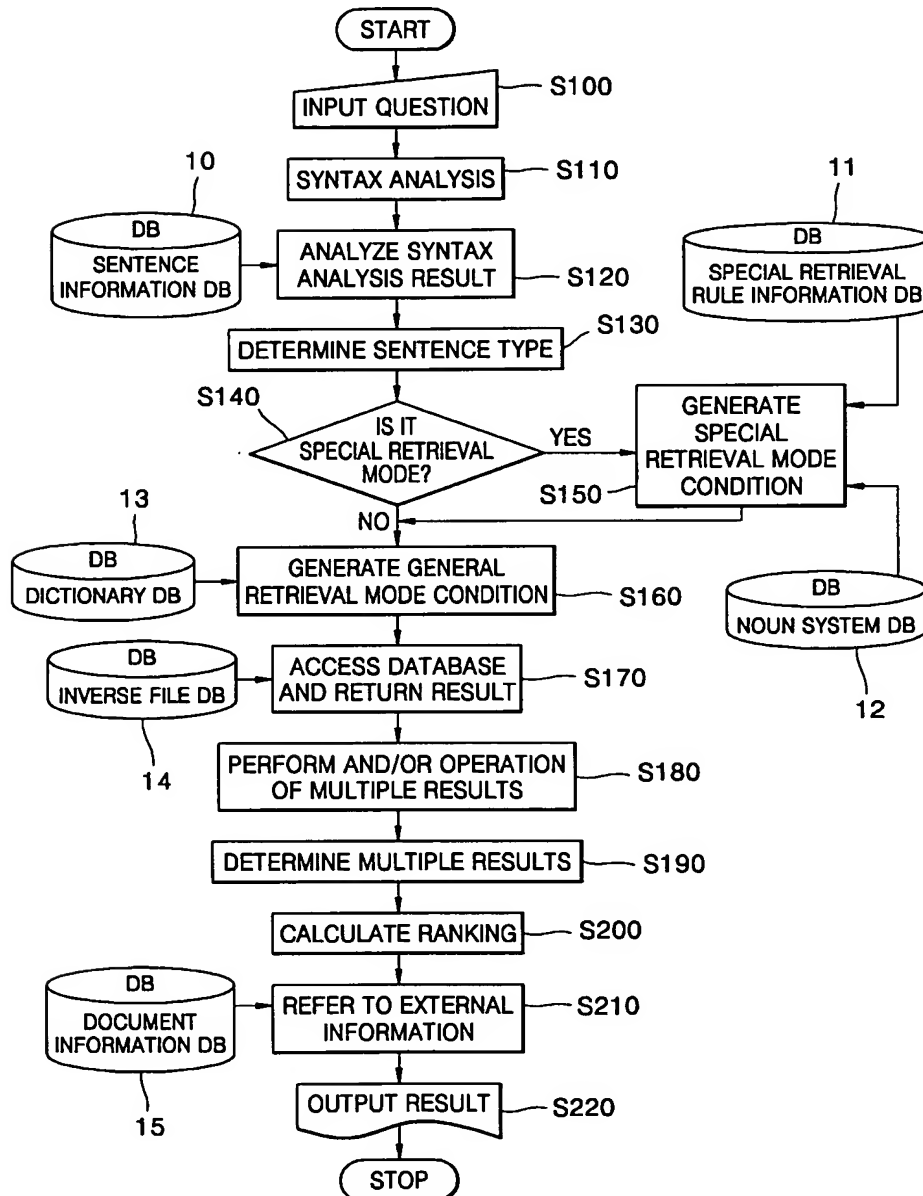 START
INPUT QUESTION
S100
SYNTAX ANALYSIS
S110
10
DB
SENTENCE
INFORMATION DB
ANALYZE SYNTAX
ANALYSIS RESULT
S120
11
DB
SPECIAL RETRIEVAL
RULE INFORMATION DB
DETERMINE SENTENCE TYPE
S130
S140
IS IT
SPECIAL RETRIEVAL
MODE?
YES
NO
GENERATE
SPECIAL
RETRIEVAL MODE
CONDITION
S150
13
DB
DICTIONARY DB
GENERATE GENERAL
RETRIEVAL MODE CONDITION
S160
DB
NOUN SYSTEM DB
12
DB
INVERSE FILE DB
14
ACCESS DATABASE
AND RETURN RESULT
S170
PERFORM AND/OR OPERATION
OF MULTIPLE RESULTS
S180
DETERMINE MULTIPLE RESULTS
S190
CALCULATE RANKING
S200
DB
DOCUMENT
INFORMATION DB
15
REFER TO EXTERNAL
INFORMATION
S210
OUTPUT RESULT
S220
STOP